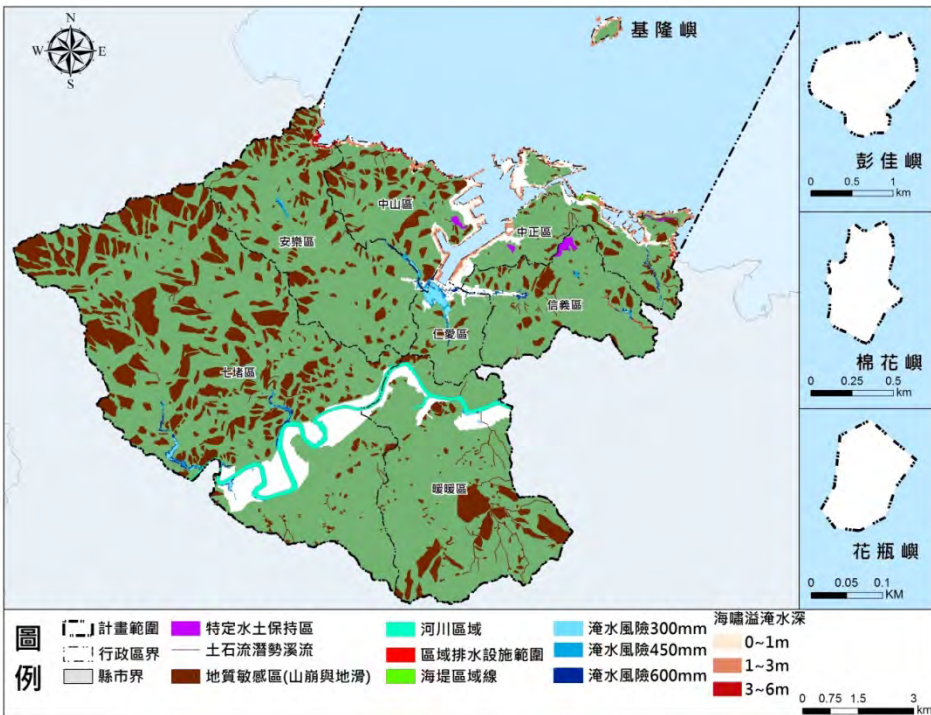 N
W E
S
基隆嶼
彭佳嶼
0 0.5 1
km
棉花嶼
0 0.25 0.5
km
花瓶嶼
0 0.05 0.1
KM
中山區
安樂區
中正區
信義區
仁愛區
七堵區
暖暖區
圖例
計畫範圍
行政區界
縣市界
特定水土保持區
土石流潛勢溪流
地質敏感區(山崩與地滑)
河川區域
區域排水設施範圍
海堤區域線
淹水風險300mm
淹水風險450mm
淹水風險600mm
海嘯溢淹水深
0~1m
1~3m
3~6m
0 0.75 1.5 3
km